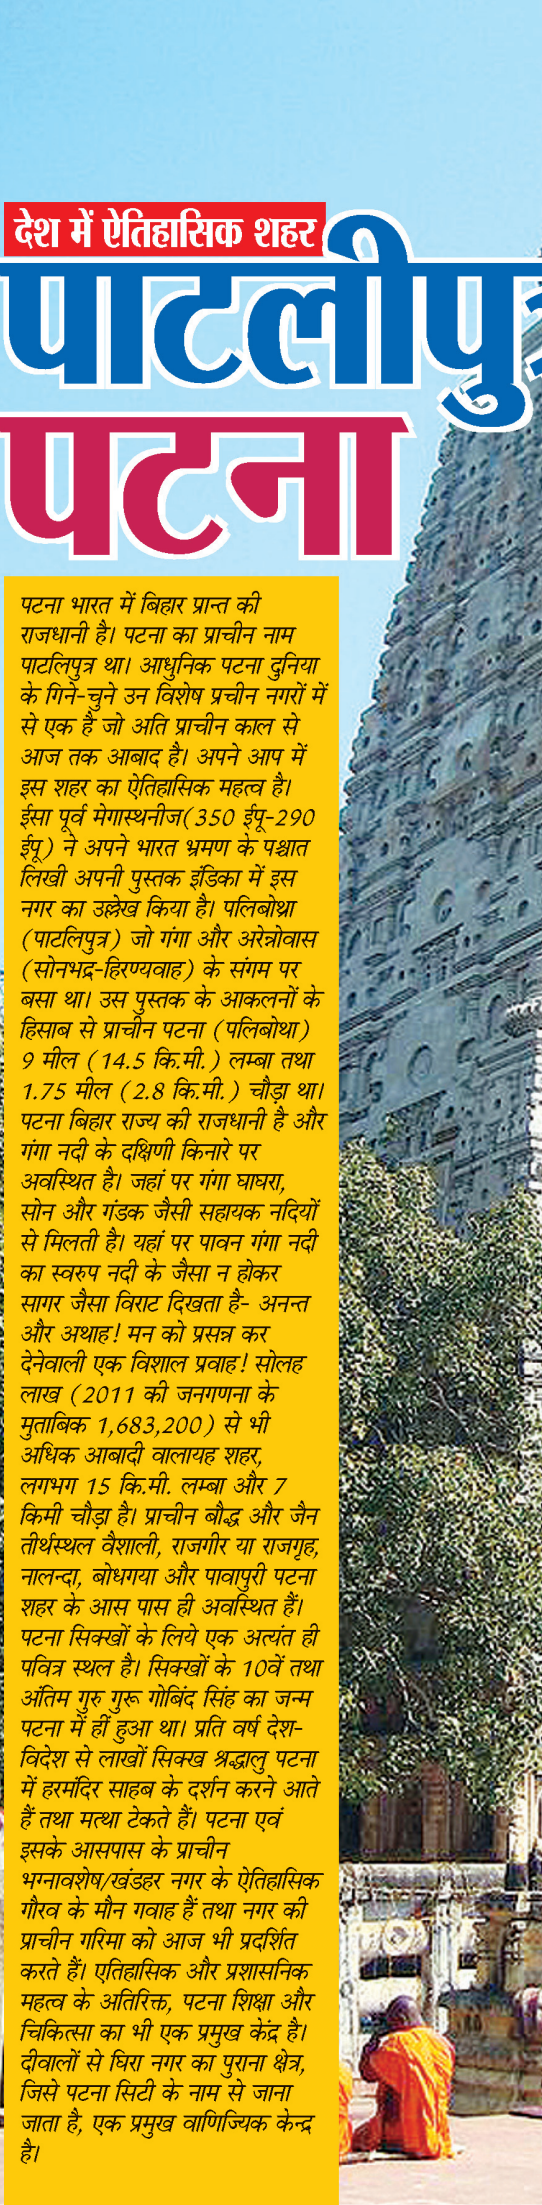 देश में ऐतिहासिक शहर
पाटलीपुत्र
पटना
पटना भारत में बिहार प्रान्त की
राजधानी है। पटना का प्राचीन नाम
पाटलिपुत्र था। आधुनिक पटना दुनिया
के गिने-चुने उन विशेष प्रचीन नगरों में
से एक है जो अति प्राचीन काल से
आज तक आबाद है। अपने आप में
इस शहर का ऐतिहासिक महत्व है।
ईसा पूर्व मेगास्थनीज(350 ईपू-290
ईपू) ने अपने भारत भ्रमण के पश्चात
लिखी अपनी पुस्तक इंडिका में इस
नगर का उल्लेख किया है। पलिबोथ्रा
(पाटलिपुत्र) जो गंगा और अरेन्नोवास
(सोनभद्र-हिरण्यवाह) के संगम पर
बसा था। उस पुस्तक के आकलनों के
हिसाब से प्राचीन पटना (पलिबोथा)
9 मील (14.5 कि.मी.) लम्बा तथा
1.75 मील (2.8 कि.मी.) चौड़ा था।
पटना बिहार राज्य की राजधानी है और
गंगा नदी के दक्षिणी किनारे पर
अवस्थित है। जहां पर गंगा घाघरा,
सोन और गंडक जैसी सहायक नदियों
से मिलती है। यहां पर पावन गंगा नदी
का स्वरुप नदी के जैसा न होकर
सागर जैसा विराट दिखता है- अनन्त
और अथाह! मन को प्रसन्न कर
देनेवाली एक विशाल प्रवाह! सोलह
लाख (2011 की जनगणना के
मुताबिक 1,683,200) से भी
अधिक आबादी वालायह शहर,
लगभग 15 कि.मी. लम्बा और 7
किमी चौड़ा है। प्राचीन बौद्ध और जैन
तीर्थस्थल वैशाली, राजगीर या राजगृह,
नालन्दा, बोधगया और पावापुरी पटना
शहर के आस पास ही अवस्थित हैं।
पटना सिक्खों के लिये एक अत्यंत ही
पवित्र स्थल है। सिक्खों के 10वें तथा
अंतिम गुरु गुरू गोबिंद सिंह का जन्म
पटना में हीं हुआ था। प्रति वर्ष देश-
विदेश से लाखों सिक्ख श्रद्धालु पटना
में हरमंदिर साहब के दर्शन करने आते
हैं तथा मत्था टेकते हैं। पटना एवं
इसके आसपास के प्राचीन
भग्नावशेष/खंडहर नगर के ऐतिहासिक
गौरव के मौन गवाह हैं तथा नगर की
प्राचीन गरिमा को आज भी प्रदर्शित
करते हैं। एतिहासिक और प्रशासनिक
महत्व के अतिरिक्त, पटना शिक्षा और
चिकित्सा का भी एक प्रमुख केंद्र है।
दीवालों से घिरा नगर का पुराना क्षेत्र,
जिसे पटना सिटी के नाम से जाना
जाता है, एक प्रमुख वाणिज्यिक केन्द्र
है।